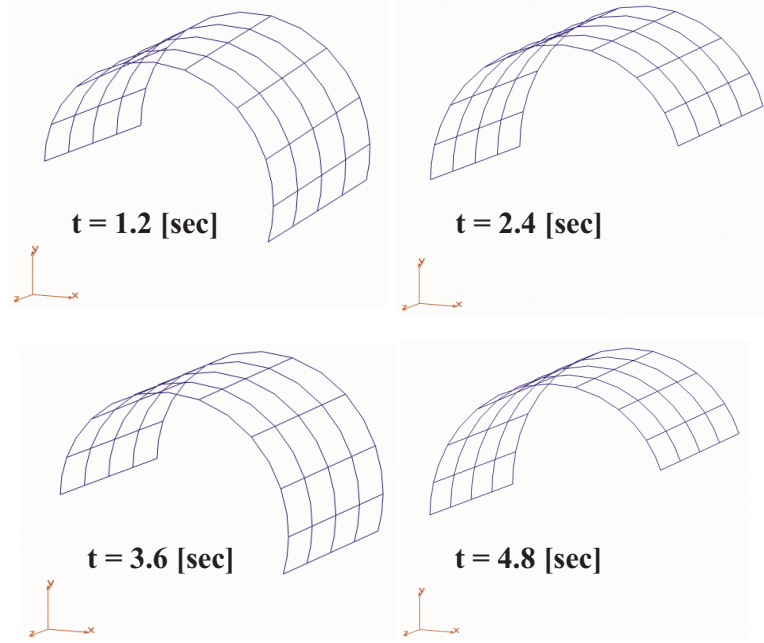 t = 1.2 [sec]
t = 2.4 [sec]
y
z
x
y
z
x
t = 3.6 [sec]
t = 4.8 [sec]
y
z
x
y
z
x